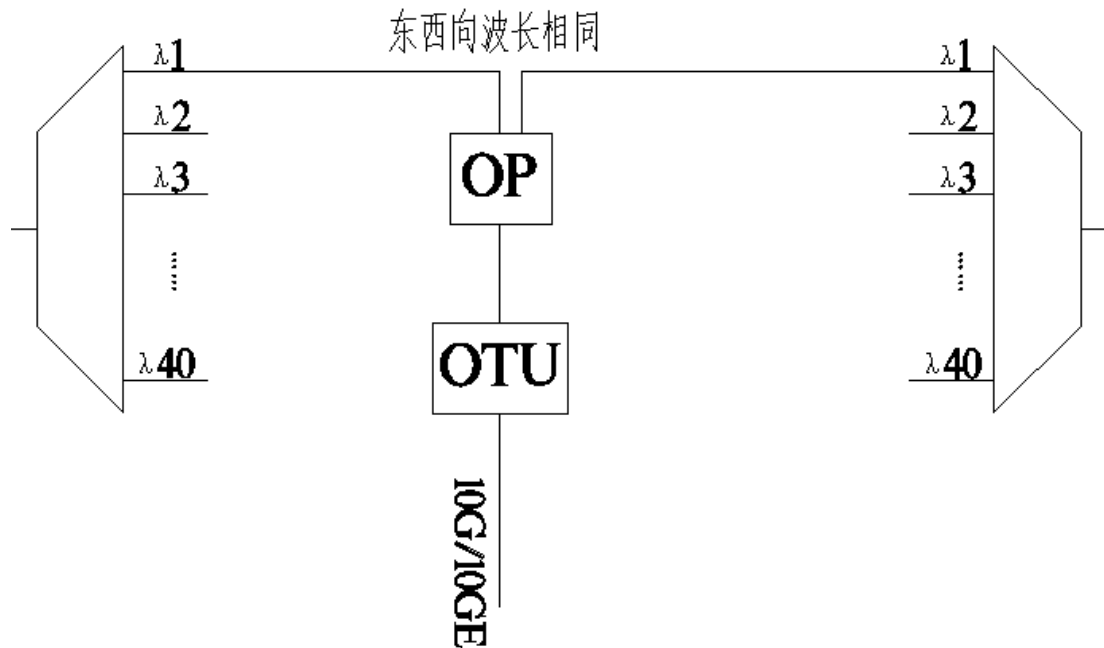 东西向波长相同
λ1
λ1
λ2
λ2
λ3
λ3
......
......
λ40
λ40
OP
OTU
10G/10GE